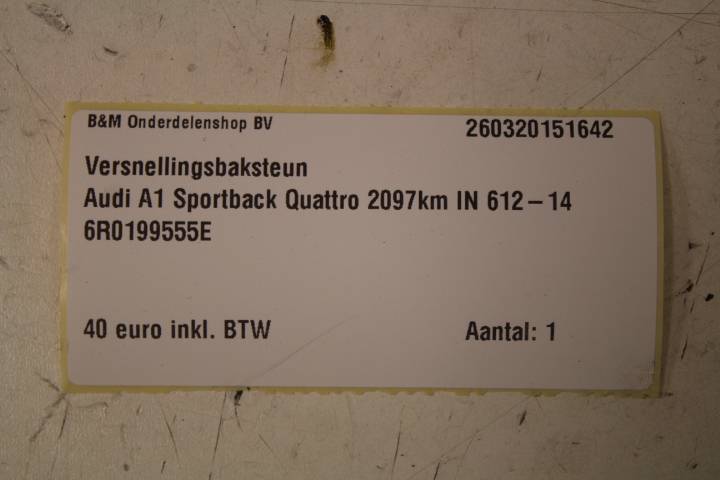 B&M Onderdelenshop BV 260320151642
Versnellingsbaksteun
Audi A1 Sportback Quattro 2097km IN 612-14
6R0199555E
40 euro inkl. BTW Aantal: 1